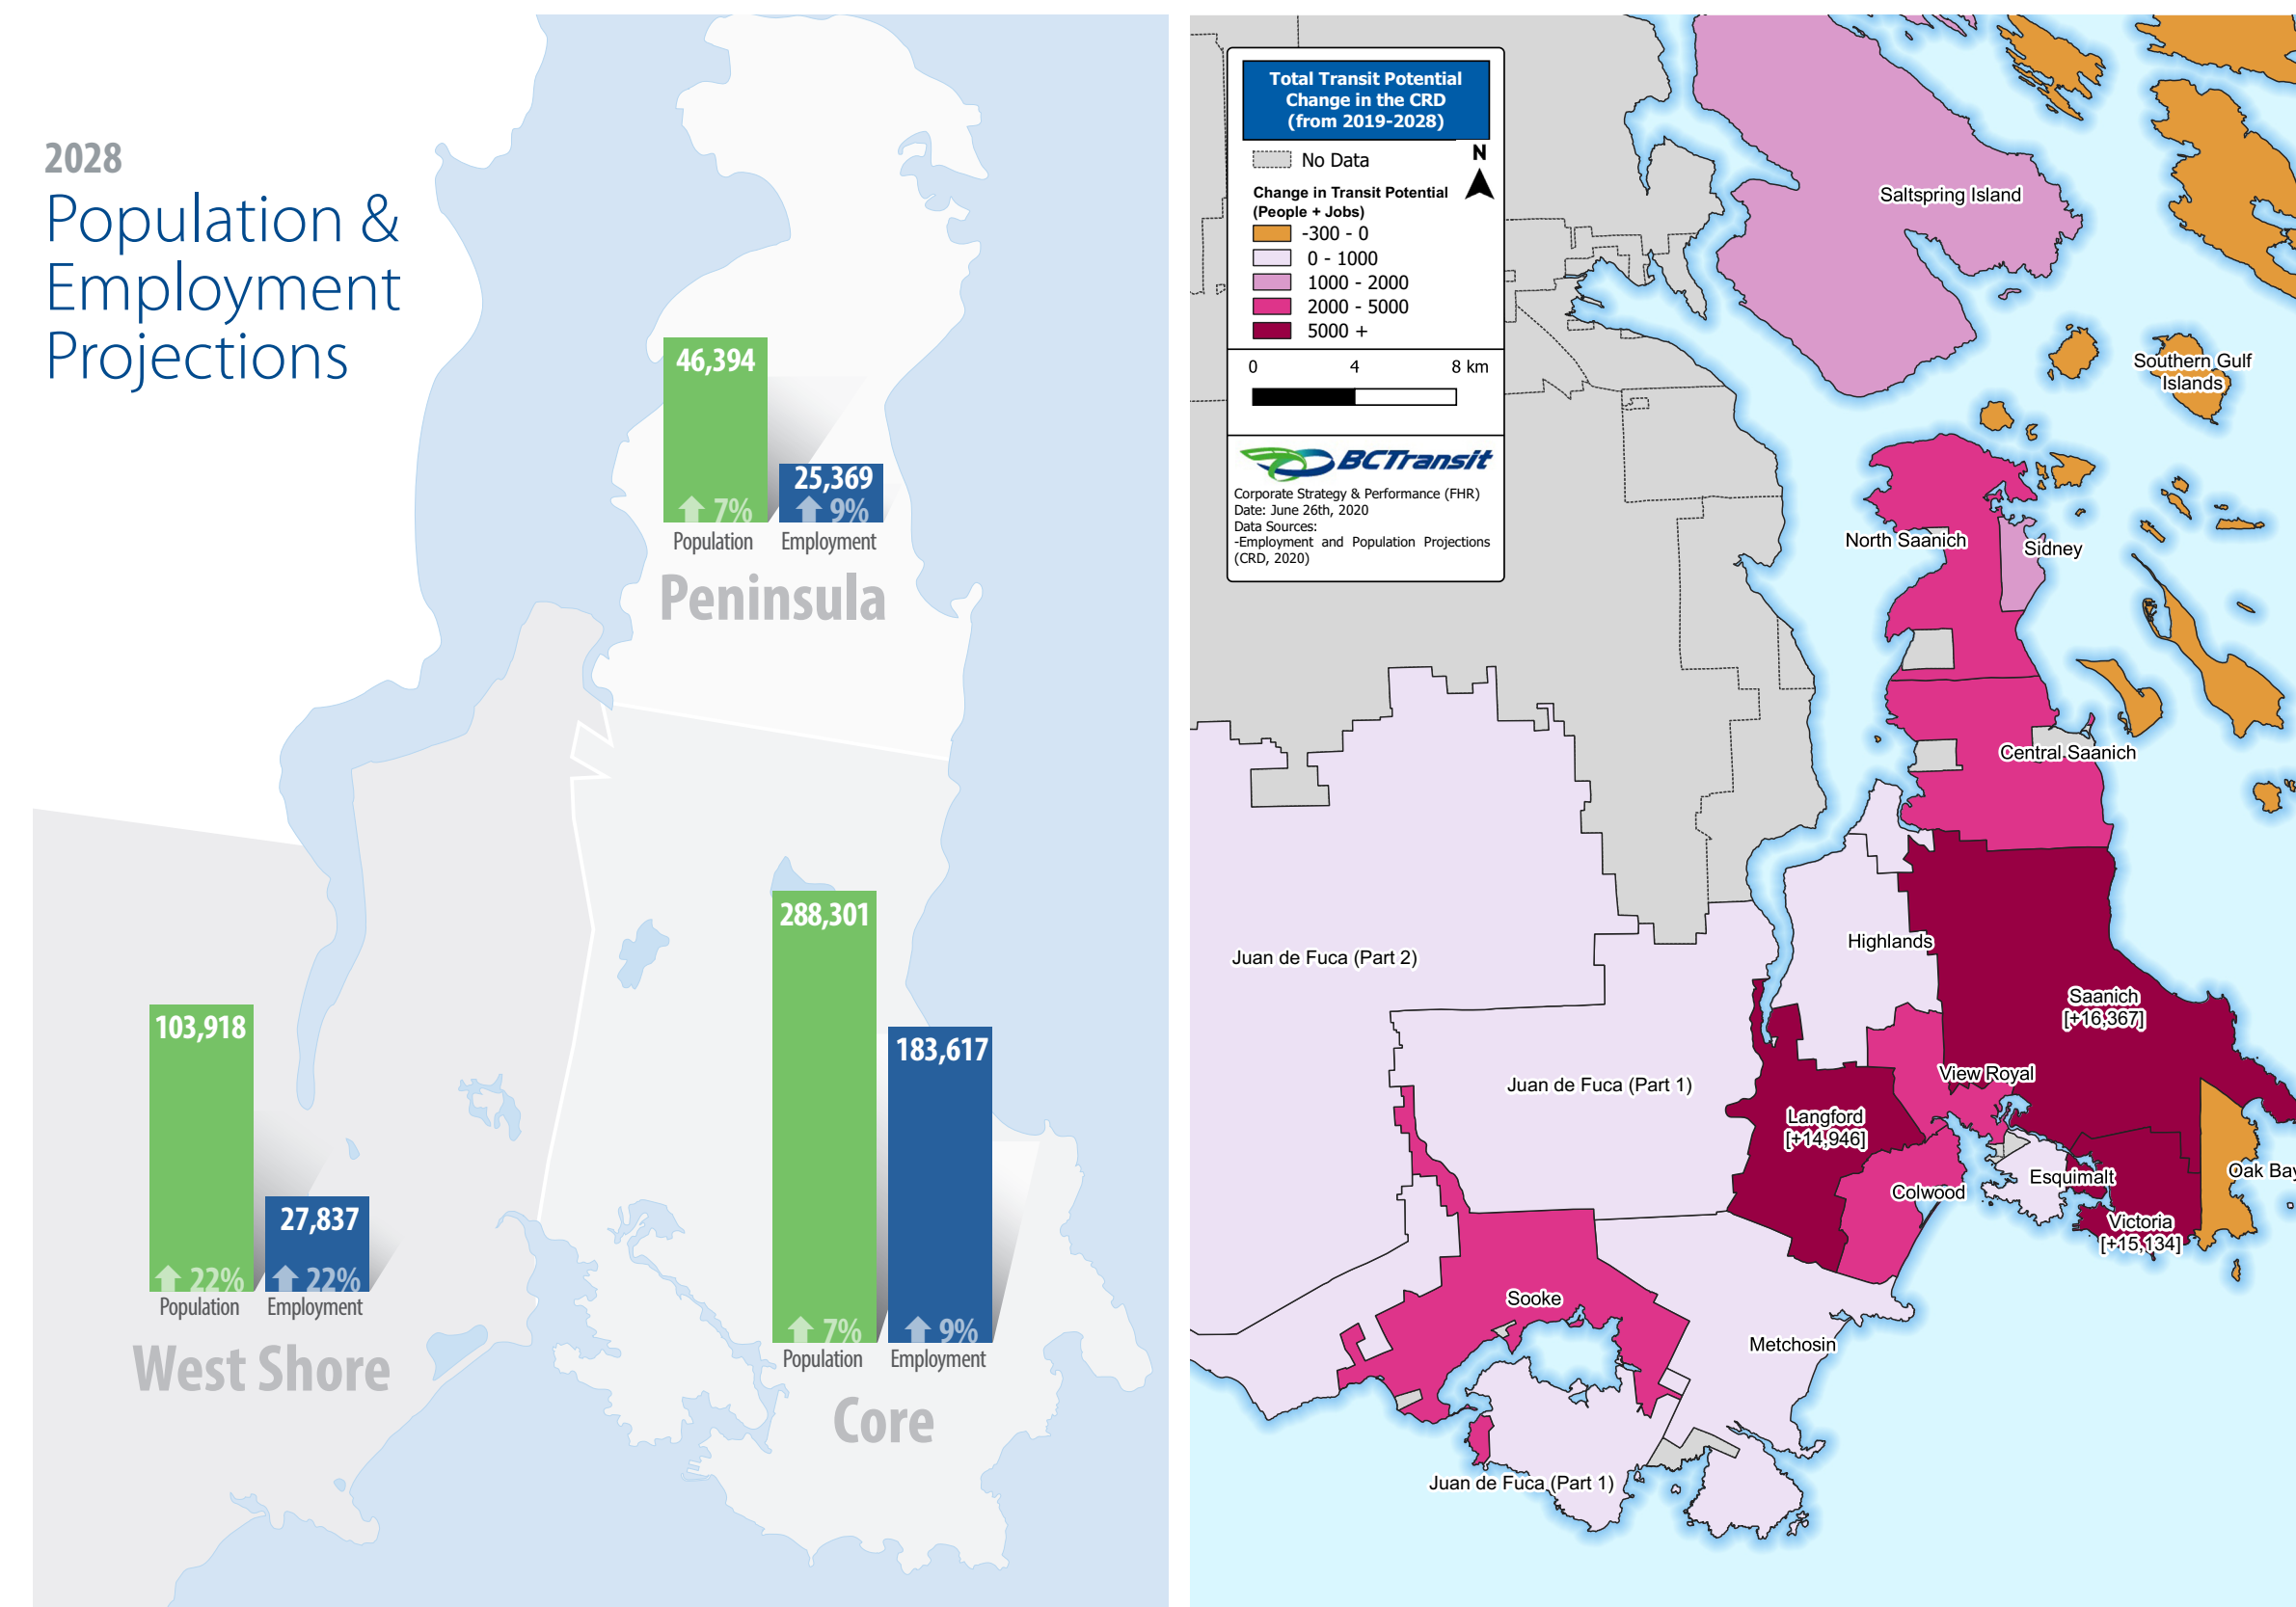 2028
Population &
Employment
Projections
46,394
7%
Population
25,369
9%
Employment
Peninsula
288,301
7%
Population
183,617
9%
Employment
Core
103,918
22%
Population
27,837
22%
Employment
West Shore
Total Transit Potential
Change in the CRD
(from 2019-2028)
No Data
N
Change in Transit Potential
(People + Jobs)
-300 - 0
0 - 1000
1000 - 2000
2000 - 5000
5000 +
0 4 8 km
BCTransit
Corporate Strategy & Performance (FHR)
Date: June 26th, 2020
Data Sources:
-Employment and Population Projections
(CRD, 2020)
Saltspring Island
Southern Gulf
Islands
North Saanich
Sidney
Central Saanich
Highlands
Juan de Fuca (Part 2)
Saanich
[+16,367]
View Royal
Juan de Fuca (Part 1)
Langford
[+14,946]
Oak Bay
Esquimalt
Colwood
Victoria
[+15,134]
Sooke
Metchosin
Juan de Fuca (Part 1)